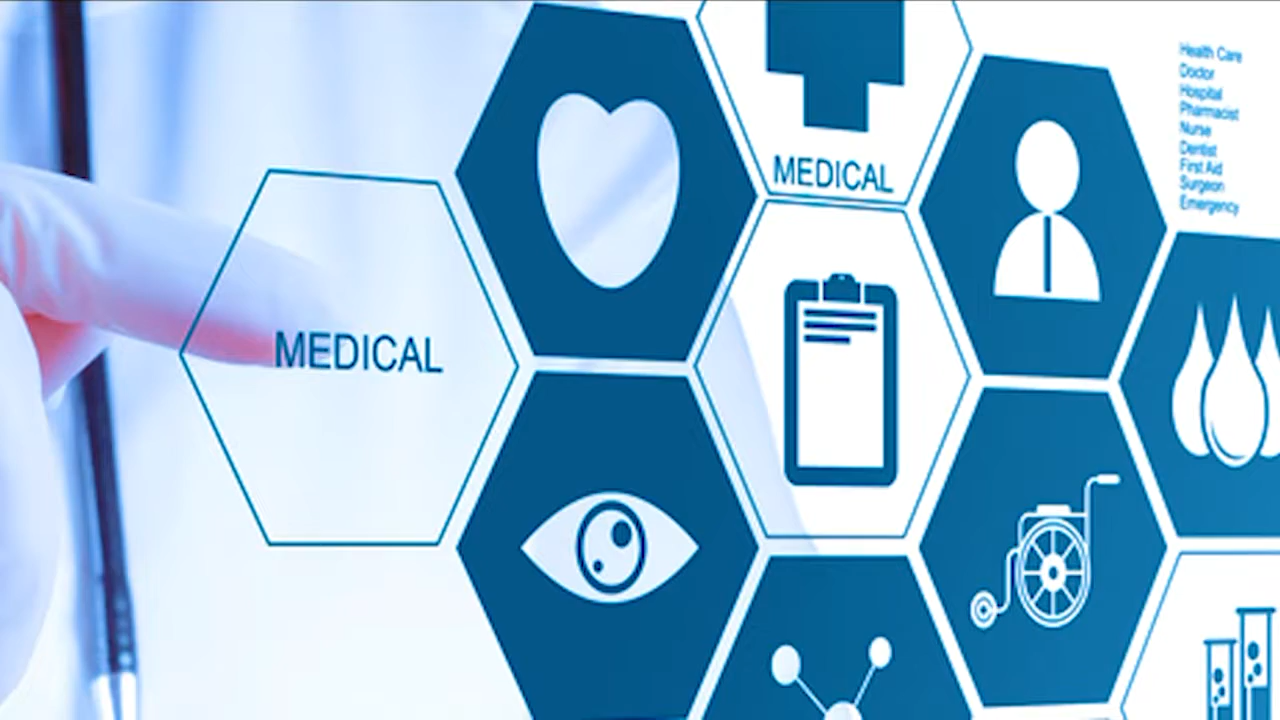 MEDICAL
MEDICAL
Health Care
Doctor
Hospital
Pharmacist
Nurse
Dentist
First Aid
Surgeon
Emergency